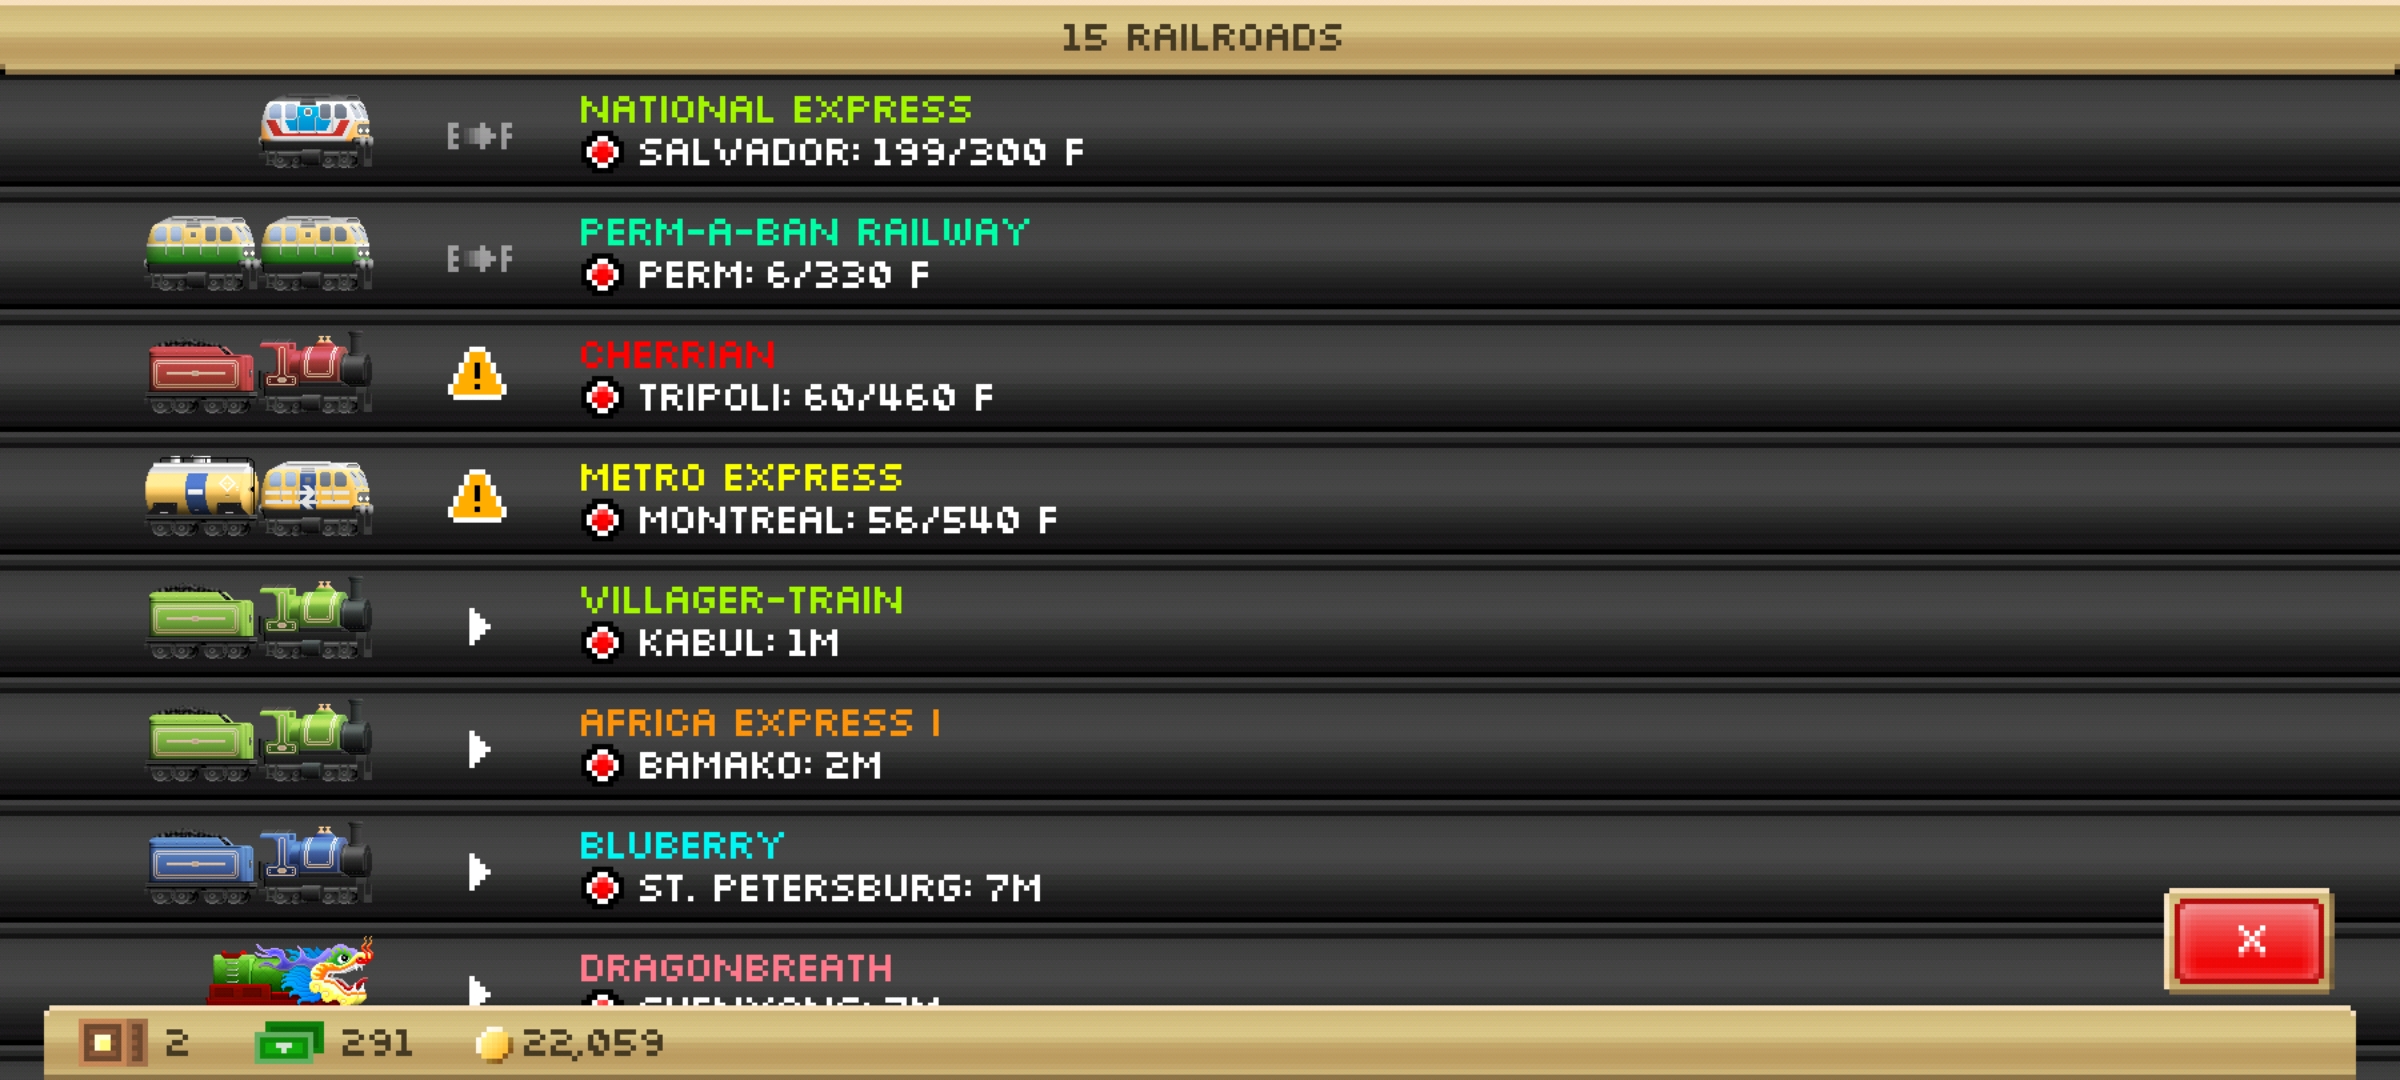 15 RAILROADS
E F
NATIONAL EXPRESS
SALVADOR: 199/300 F
E F
PERM-A-BAN RAILWAY
PERM: 6/330 F
!
CHERRIAN
TRIPOLI: 60/460 F
!
METRO EXPRESS
MONTREAL: 56/540 F
VILLAGER-TRAIN
KABUL: 1M
AFRICA EXPRESS I
BAMAKO: 2M
BLUBERRY
ST. PETERSBURG: 7M
X
DRAGONBREATH
2 291 22,059